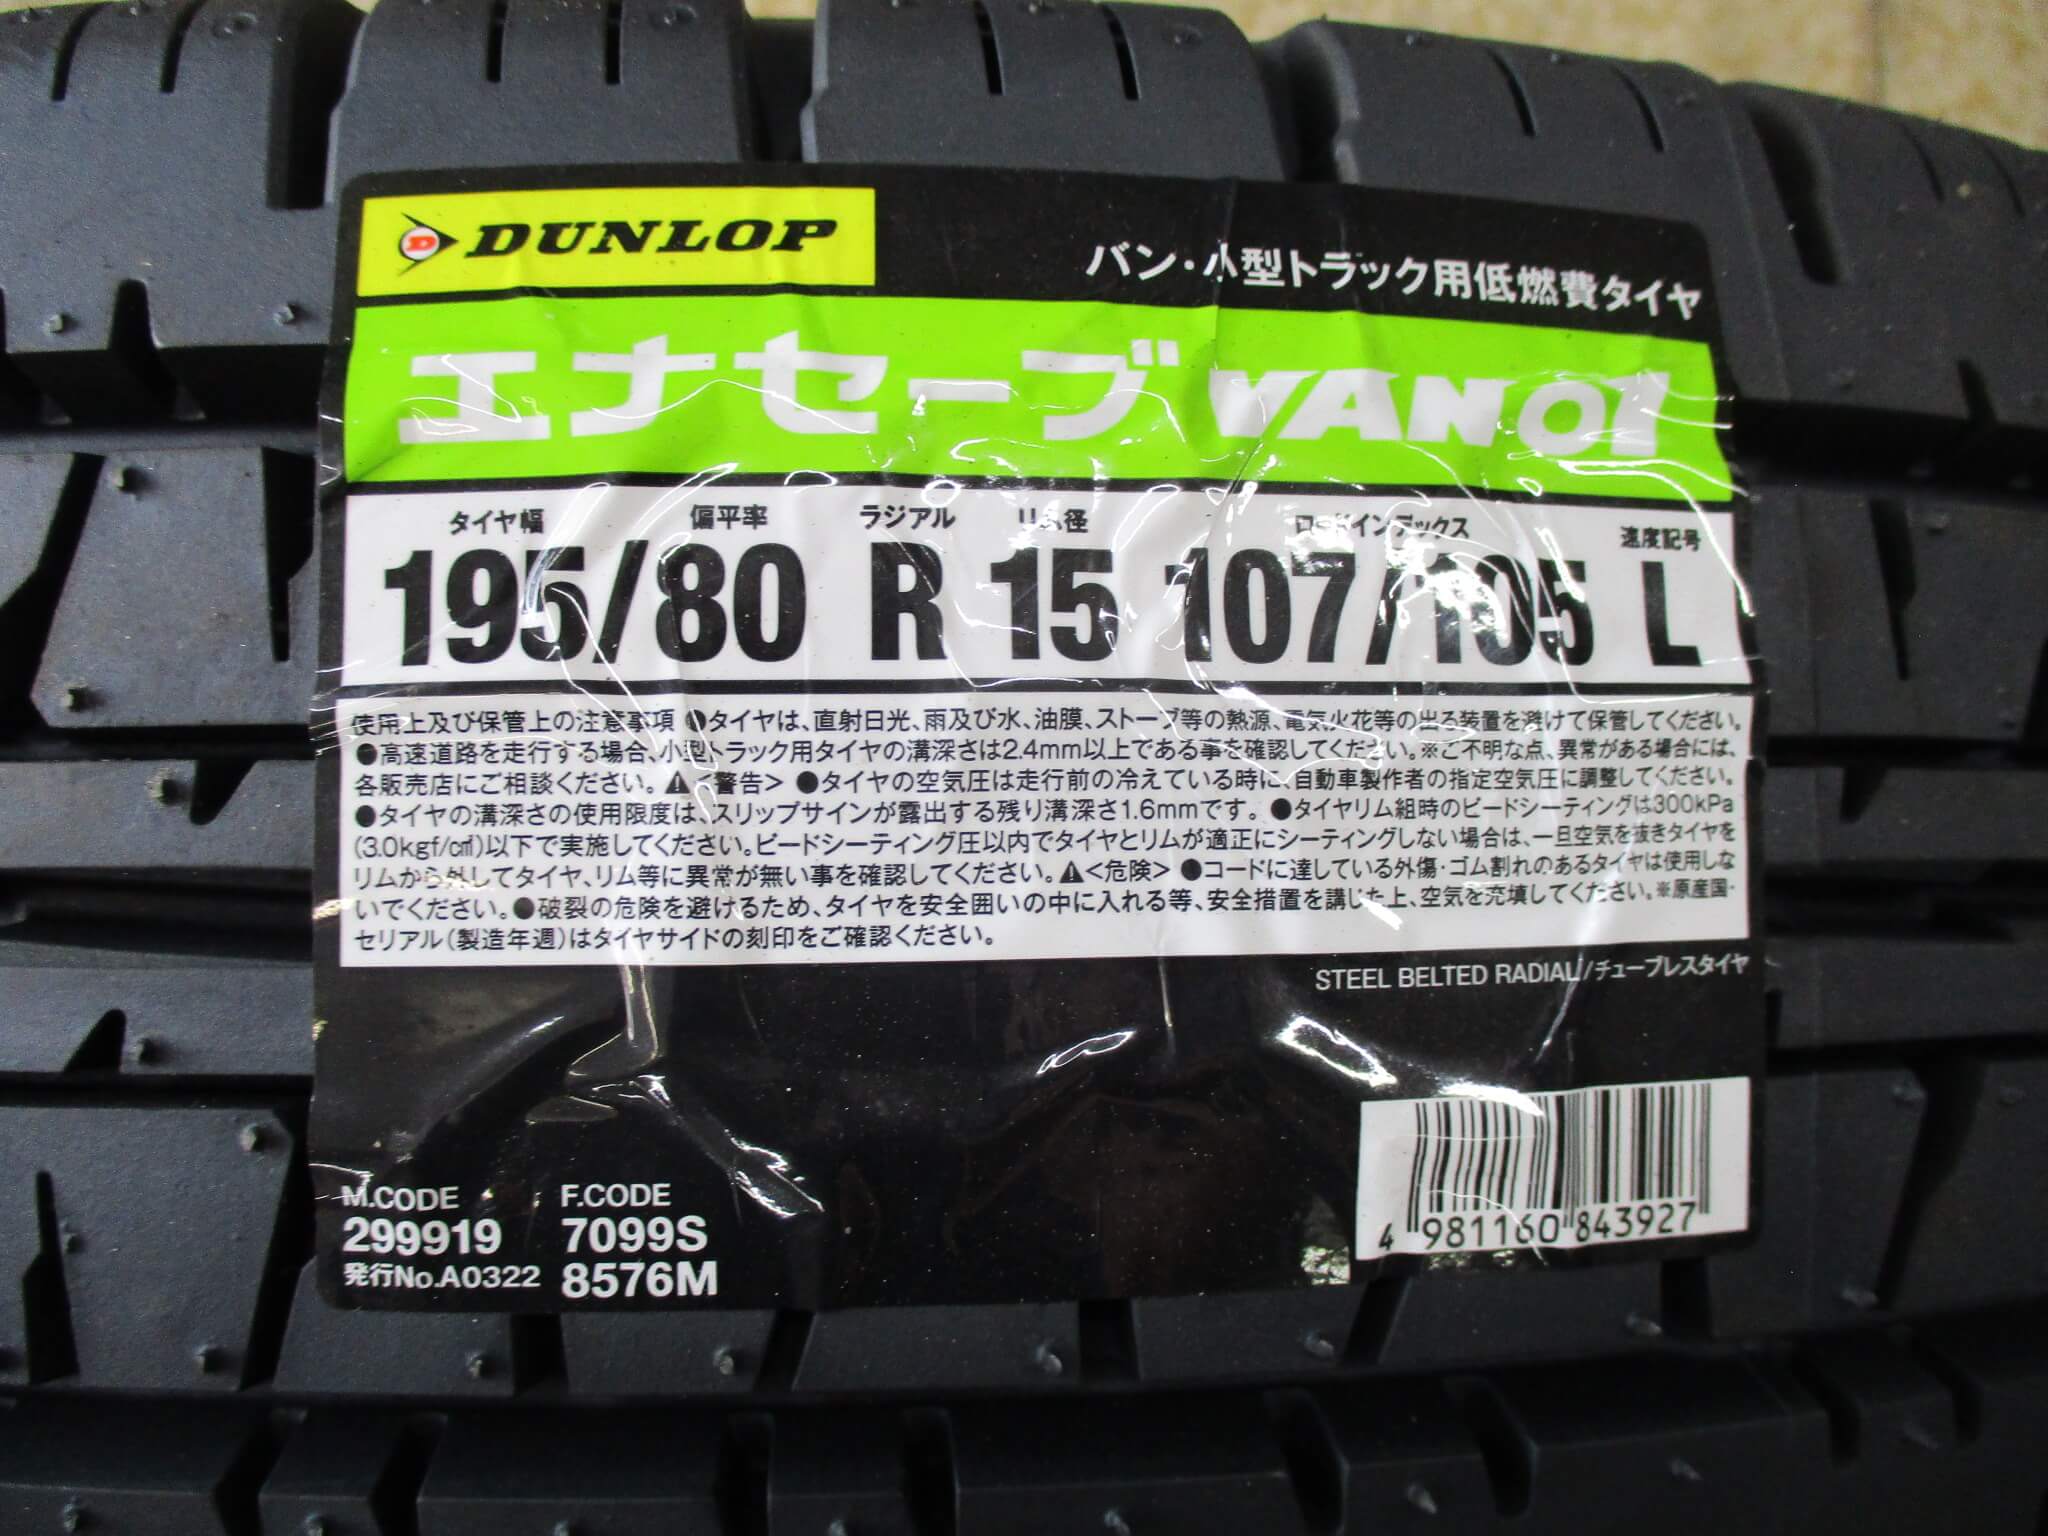 DUNLOP
バン・小型トラック用低燃費タイヤ
エナセーブ VAN01
タイヤ幅 偏平率 ラジアル リム径 ロードインデックス 速度記号
195/80 R 15 107/105 L
使用上及び保管上の注意事項 ●タイヤは、直射日光、雨及び水、油膜、ストーブ等の熱源、電気火花等の出る装置を避けて保管してください。
●高速道路を走行する場合、小型トラック用タイヤの溝深さは2.4mm以上である事を確認してください。※ご不明な点、異常がある場合には、
各販売店にご相談ください。⚠<警告> ●タイヤの空気圧は走行前の冷えている時に、自動車製作者の指定空気圧に調整してください。
●タイヤの溝深さの使用限度は、スリップサインが露出する残り溝深さ1.6mmです。●タイヤリム組時のビードシーティングは300kPa
(3.0kgf/c㎡)以下で実施してください。ビードシーティング圧以内でタイヤとリムが適正にシーティングしない場合は、一旦空気を抜きタイヤを
リムから外してタイヤ、リム等に異常が無い事を確認してください。⚠<危険> ●コードに達している外傷・ゴム割れのあるタイヤは使用しな
いでください。●破裂の危険を避けるため、タイヤを安全囲いの中に入れる等、安全措置を講じた上、空気を充填してください。※原産国・
セリアル(製造年週)はタイヤサイドの刻印をご確認ください。
STEEL BELTED RADIAL/チューブレスタイヤ
M.CODE F.CODE
299919 7099S
発行No.A0322 8576M
4 981160 843927